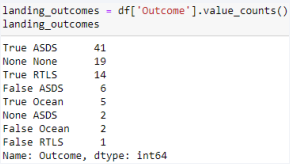 landing_outcomes = df['Outcome'].value_counts()
landing_outcomes
True ASDS 41
None None 19
True RTLS 14
False ASDS 6
True Ocean 5
None ASDS 2
False Ocean 2
False RTLS 1
Name: Outcome, dtype: int64